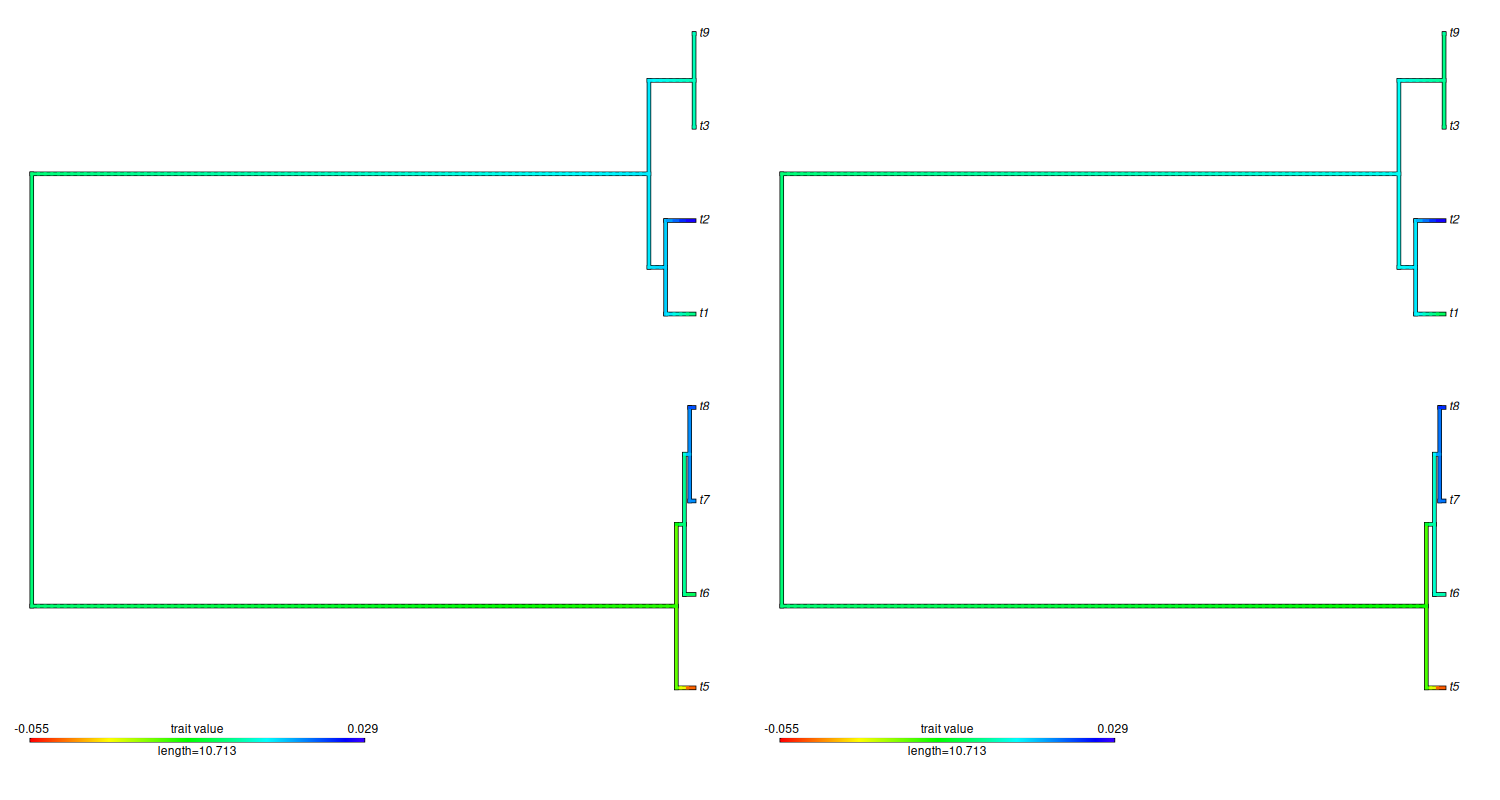 t9
t3
t2
t1
t8
t7
t6
t5
-0.055 trait value 0.029
length=10.713
t9
t3
t2
t1
t8
t7
t6
t5
-0.055 trait value 0.029
length=10.713